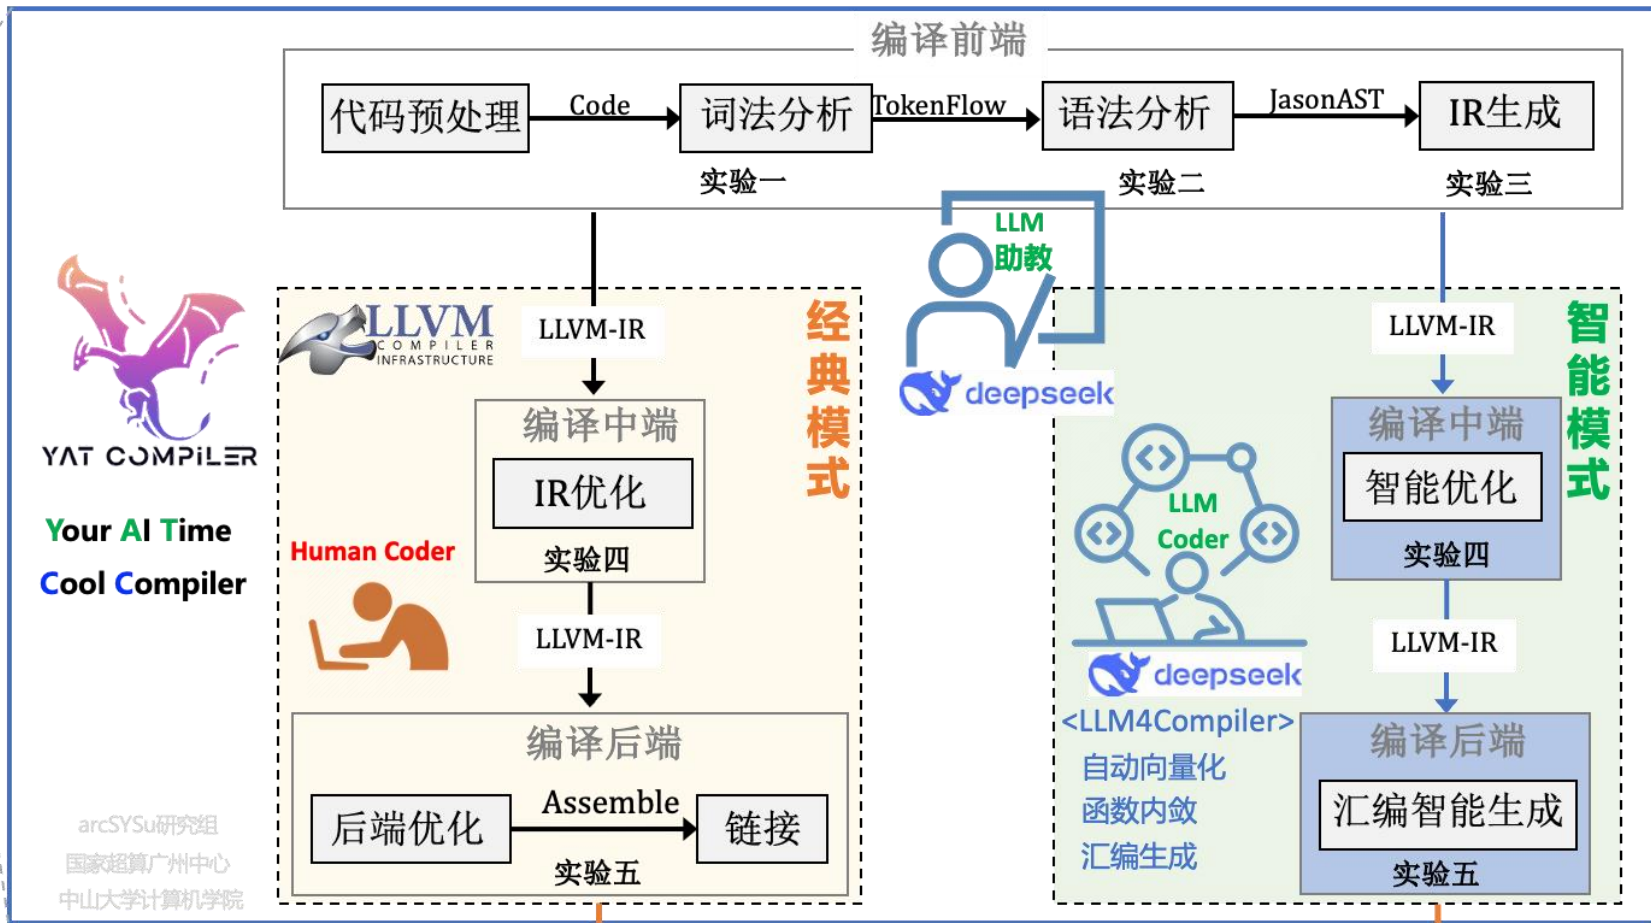 编译前端
代码预处理
Code
词法分析
TokenFlow
语法分析
JasonAST
IR生成
实验一
实验二
实验三
LLM
助教
deepseek
YAT COMPiLER
Your AI Time
Cool Compiler
LLVM
COMPILER
INFRASTRUCTURE
LLVM-IR
经典模式
编译中端
IR优化
实验四
Human Coder
LLVM-IR
编译后端
后端优化
Assemble
链接
实验五
LLVM-IR
智能模式
编译中端
智能优化
实验四
LLM
Coder
deepseek
<LLM4Compiler>
自动向量化
函数内敛
汇编生成
LLVM-IR
编译后端
汇编智能生成
实验五
arcSYSu研究组
国家超算广州中心
中山大学计算机学院